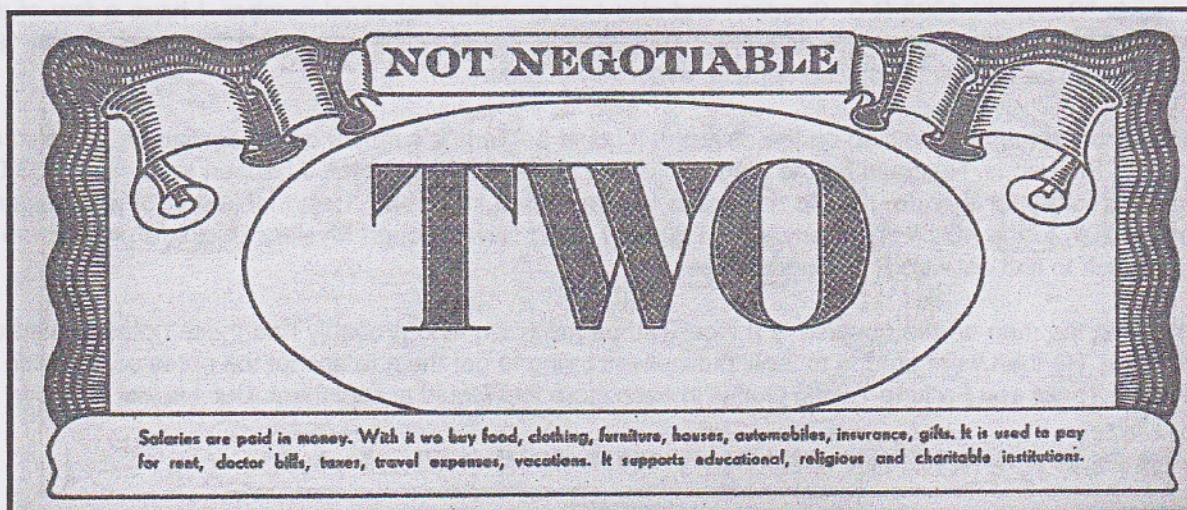 NOT NEGOTIABLE
TWO
Salaries are paid in money. With it we buy food, clothing, furniture, houses, automobiles, insurance, gifts. It is used to pay
for rent, doctor bills, taxes, travel expenses, vacations. It supports educational, religious and charitable institutions.